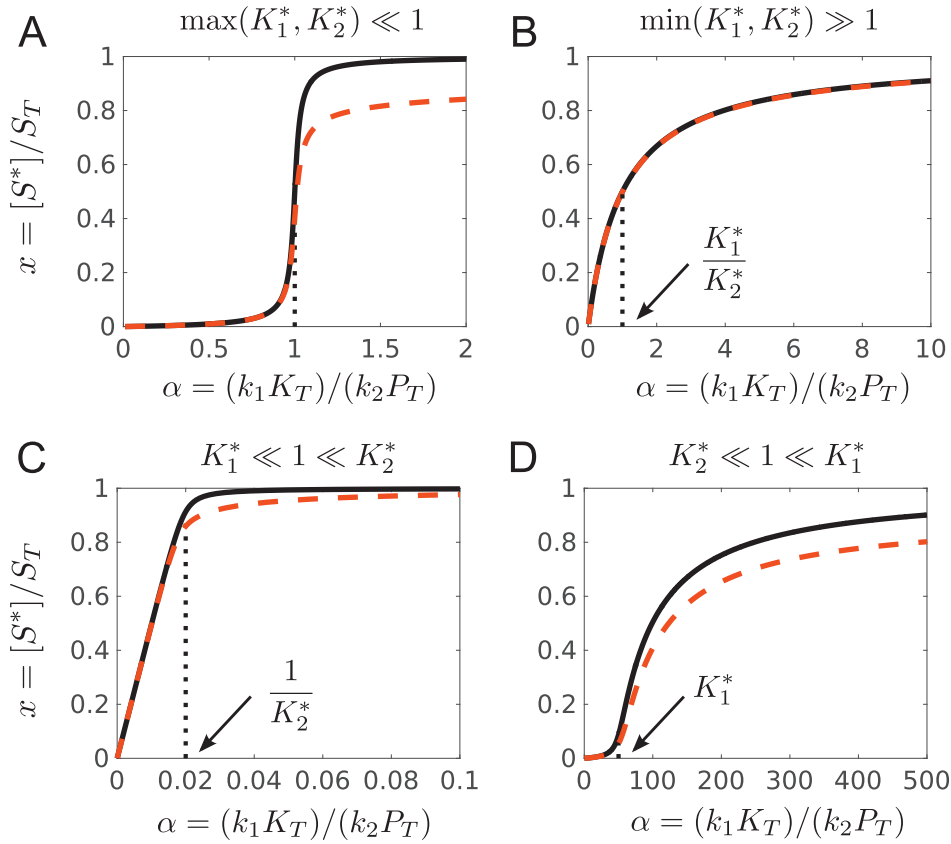 A
max(K₁*, K₂*) ≪ 1
1
0.8
0.6
0.4
0.2
0
0 0.5 1 1.5 2
x = [S*]/S_T
α = (k₁K_T)/(k₂P_T)
B
min(K₁*, K₂*) ≫ 1
1
0.8
0.6
0.4
0.2
0
0 2 4 6 8 10
K₁*
K₂*
α = (k₁K_T)/(k₂P_T)
C
K₁* ≪ 1 ≪ K₂*
1
0.8
0.6
0.4
0.2
0
0 0.02 0.04 0.06 0.08 0.1
x = [S*]/S_T
1
K₂*
α = (k₁K_T)/(k₂P_T)
D
K₂* ≪ 1 ≪ K₁*
1
0.8
0.6
0.4
0.2
0
0 100 200 300 400 500
K₁*
α = (k₁K_T)/(k₂P_T)